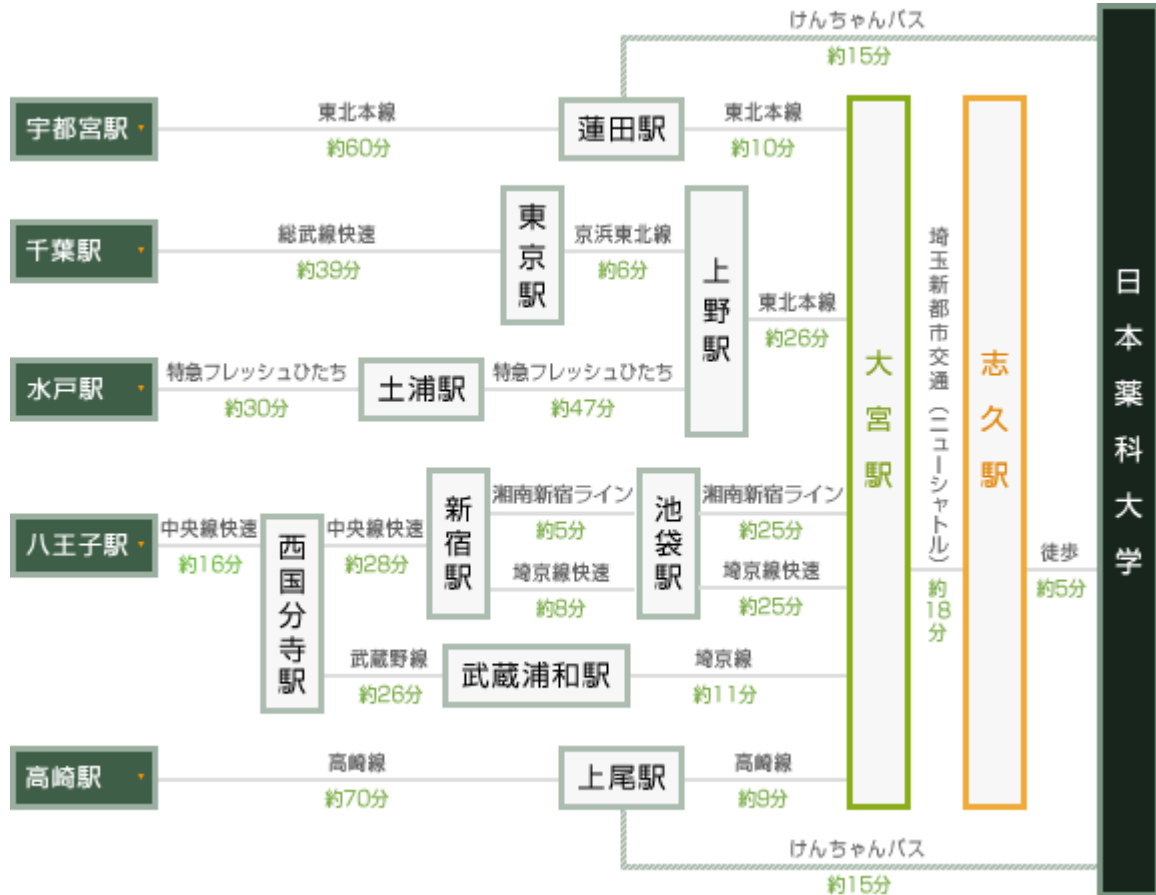 けんちゃんバス
約15分
宇都宮駅
東北本線
約60分
蓮田駅
東北本線
約10分
千葉駅
総武線快速
約39分
東京駅
京浜東北線
約6分
上野駅
東北本線
約26分
水戸駅
特急フレッシュひたち
約30分
土浦駅
特急フレッシュひたち
約47分
八王子駅
中央線快速
約16分
西国分寺駅
中央線快速
約28分
新宿駅
湘南新宿ライン
約5分
埼京線快速
約8分
池袋駅
湘南新宿ライン
約25分
埼京線快速
約25分
武蔵野線
約26分
武蔵浦和駅
埼京線
約11分
高崎駅
高崎線
約70分
上尾駅
高崎線
約9分
大宮駅
埼玉新都市交通（ニューシャトル）
約18分
志久駅
徒歩
約5分
日本薬科大学
けんちゃんバス
約15分